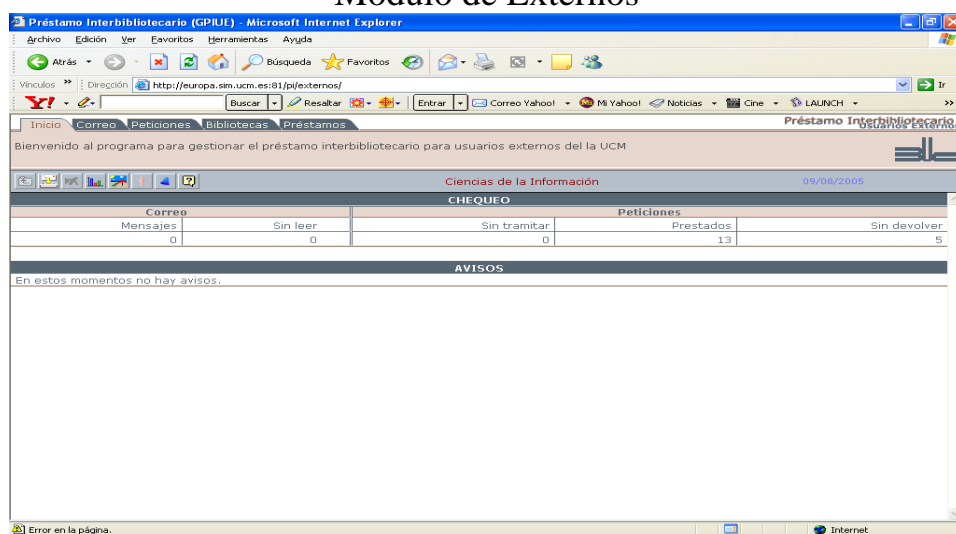 Módulo de Externos
Préstamo Interbibliotecario (GPIUE) - Microsoft Internet Explorer
Archivo Edición Ver Favoritos Herramientas Ayuda
Atrás Búsqueda Favoritos
Vínculos » Dirección http://europa.sim.ucm.es:81/pi/externos/ Ir
Y! Buscar Resaltar Entrar Correo Yahoo! Mi Yahoo! Noticias Cine LAUNCH »
Inicio Correo Peticiones Bibliotecas Préstamos Préstamo Interbibliotecario
Usuarios Externos
Bienvenido al programa para gestionar el préstamo interbibliotecario para usuarios externos del la UCM
Ciencias de la Información 09/08/2005
CHEQUEO
Correo Peticiones
Mensajes Sin leer Sin tramitar Prestados Sin devolver
0 0 0 13 5
AVISOS
En estos momentos no hay avisos.
Error en la página. Internet